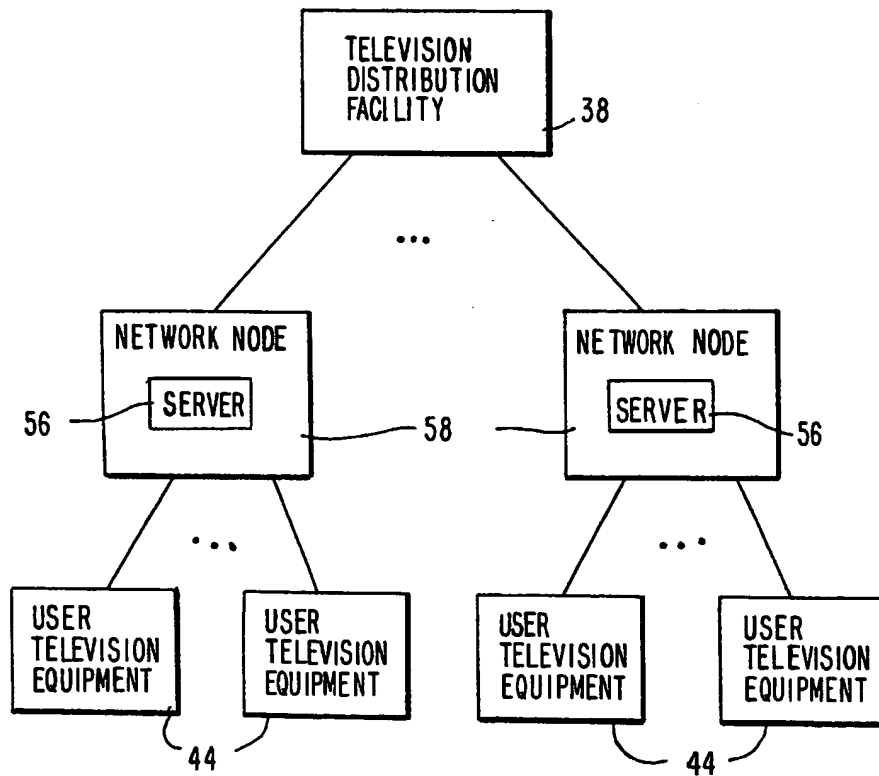 TELEVISION
DISTRIBUTION
FACILITY
38
NETWORK NODE
SERVER
56
58
NETWORK NODE
SERVER
56
USER
TELEVISION
EQUIPMENT
USER
TELEVISION
EQUIPMENT
44
USER
TELEVISION
EQUIPMENT
USER
TELEVISION
EQUIPMENT
44